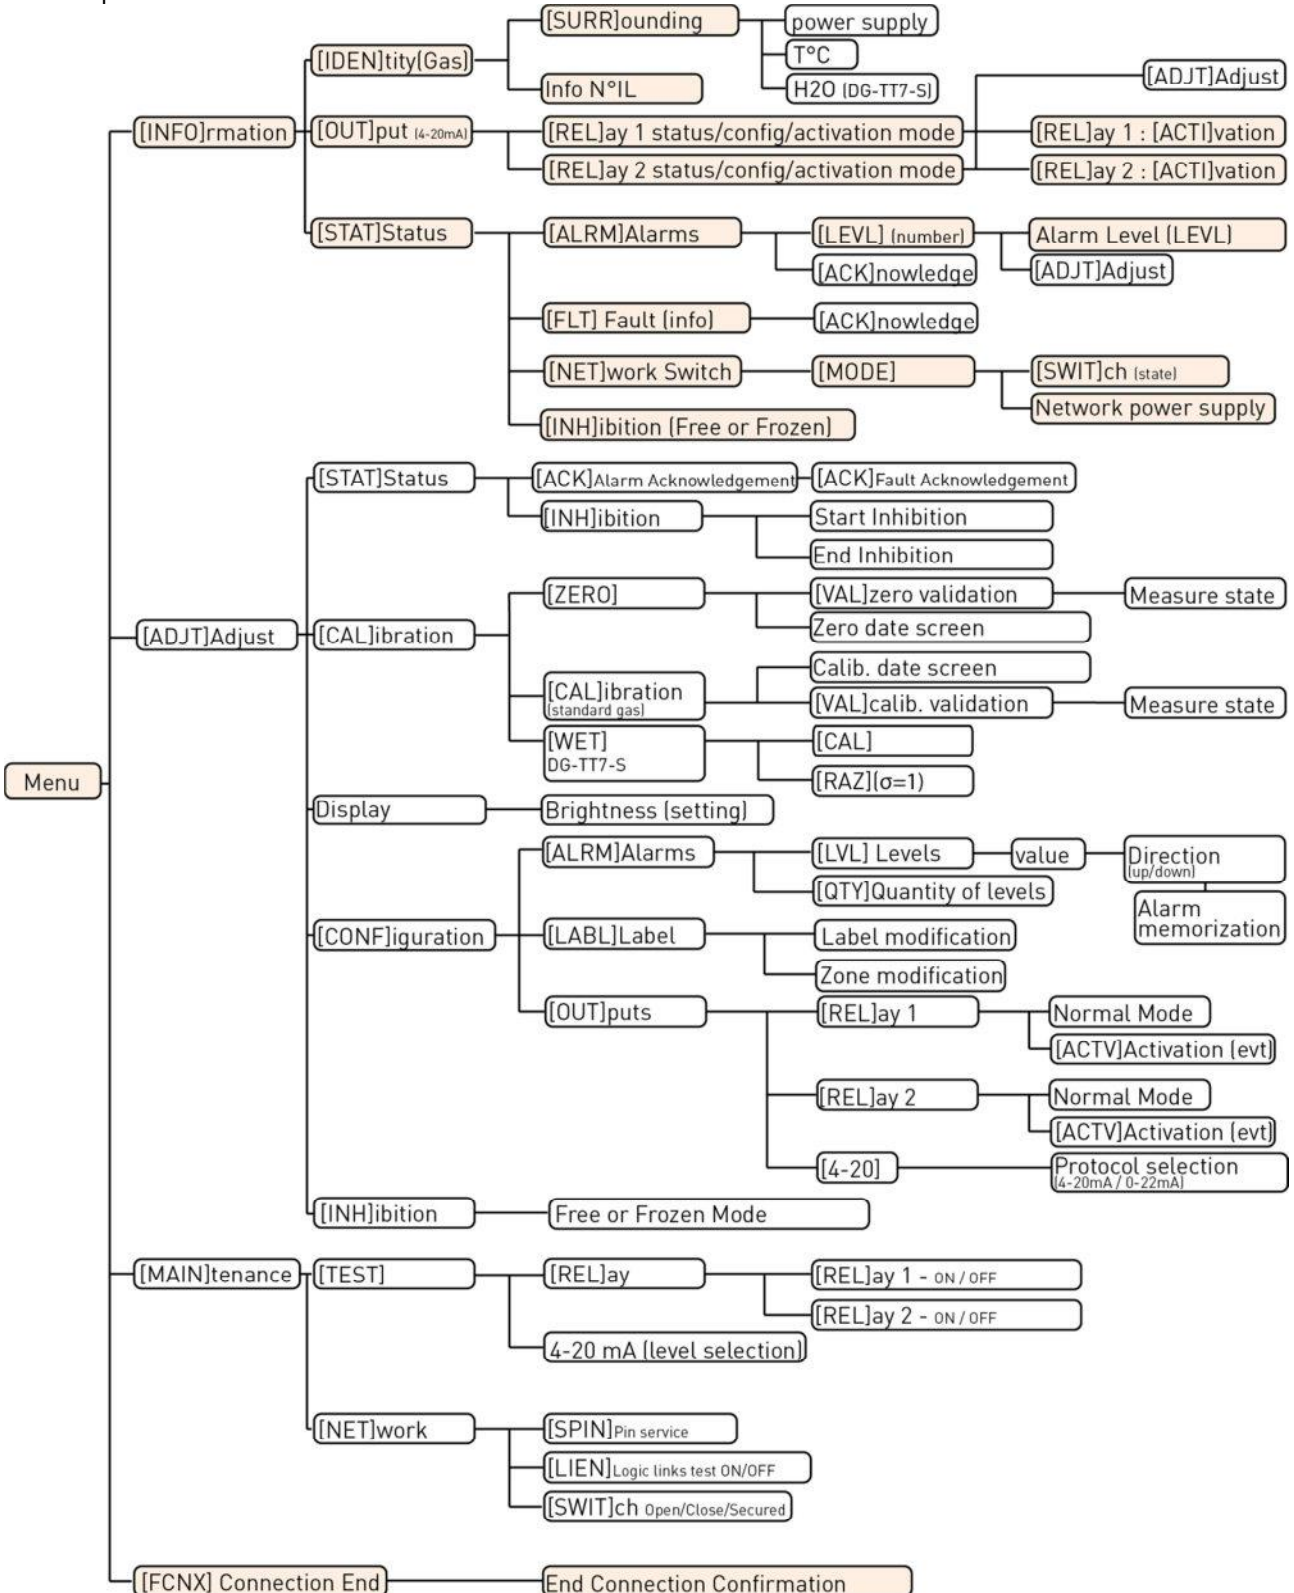 [SURR]ounding
power supply
[IDEN]tity(Gas)
T°C
[ADJT]Adjust
Info N°IL
H2O (DG-TT7-S)
[INFO]rmation
[OUT]put (4-20mA)
[REL]ay 1 status/config/activation mode
[REL]ay 1 : [ACTI]vation
[REL]ay 2 status/config/activation mode
[REL]ay 2 : [ACTI]vation
[STAT]Status
[ALRM]Alarms
[LEVL] (number)
Alarm Level (LEVL)
[ACK]nowledge
[ADJT]Adjust
[FLT] Fault (info)
[ACK]nowledge
[NET]work Switch
[MODE]
[SWIT]ch (state)
Network power supply
[INH]ibition (Free or Frozen)
[STAT]Status
[ACK]Alarm Acknowledgement
[ACK]Fault Acknowledgement
[INH]ibition
Start Inhibition
End Inhibition
[ZERO]
[VAL]zero validation
Measure state
[ADJT]Adjust
[CAL]ibration
Zero date screen
Calib. date screen
[CAL]ibration
(standard gas)
[VAL]calib. validation
Measure state
[WET]
DG-TT7-S
[CAL]
[RAZ](σ=1)
Menu
Display
Brightness (setting)
[ALRM]Alarms
[LVL] Levels
value
Direction
(up/down)
[QTY]Quantity of levels
Alarm
memorization
[CONF]iguration
[LABL]Label
Label modification
Zone modification
[OUT]puts
[REL]ay 1
Normal Mode
[ACTV]Activation (evt)
[REL]ay 2
Normal Mode
[ACTV]Activation (evt)
[4-20]
Protocol selection
(4-20mA / 0-22mA)
[INH]ibition
Free or Frozen Mode
[MAIN]tenance
[TEST]
[REL]ay
[REL]ay 1 - ON / OFF
[REL]ay 2 - ON / OFF
4-20 mA (level selection)
[NET]work
[SPIN]Pin service
[LIEN]Logic links test ON/OFF
[SWIT]ch Open/Close/Secured
[FCNX] Connection End
End Connection Confirmation